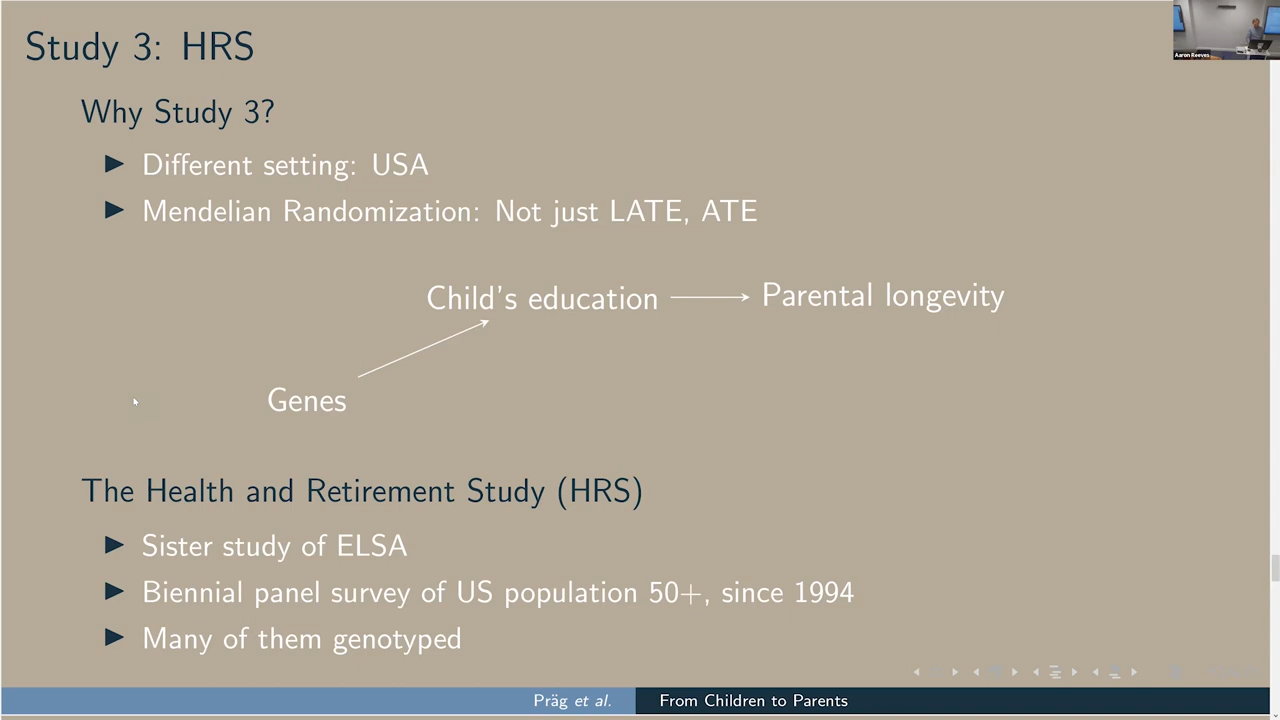 Study 3: HRS
Aaron Reeves
Why Study 3?
Different setting: USA
Mendelian Randomization: Not just LATE, ATE
Child's education
Parental longevity
Genes
The Health and Retirement Study (HRS)
Sister study of ELSA
Biennial panel survey of US population 50+, since 1994
Many of them genotyped
Präg et al.
From Children to Parents